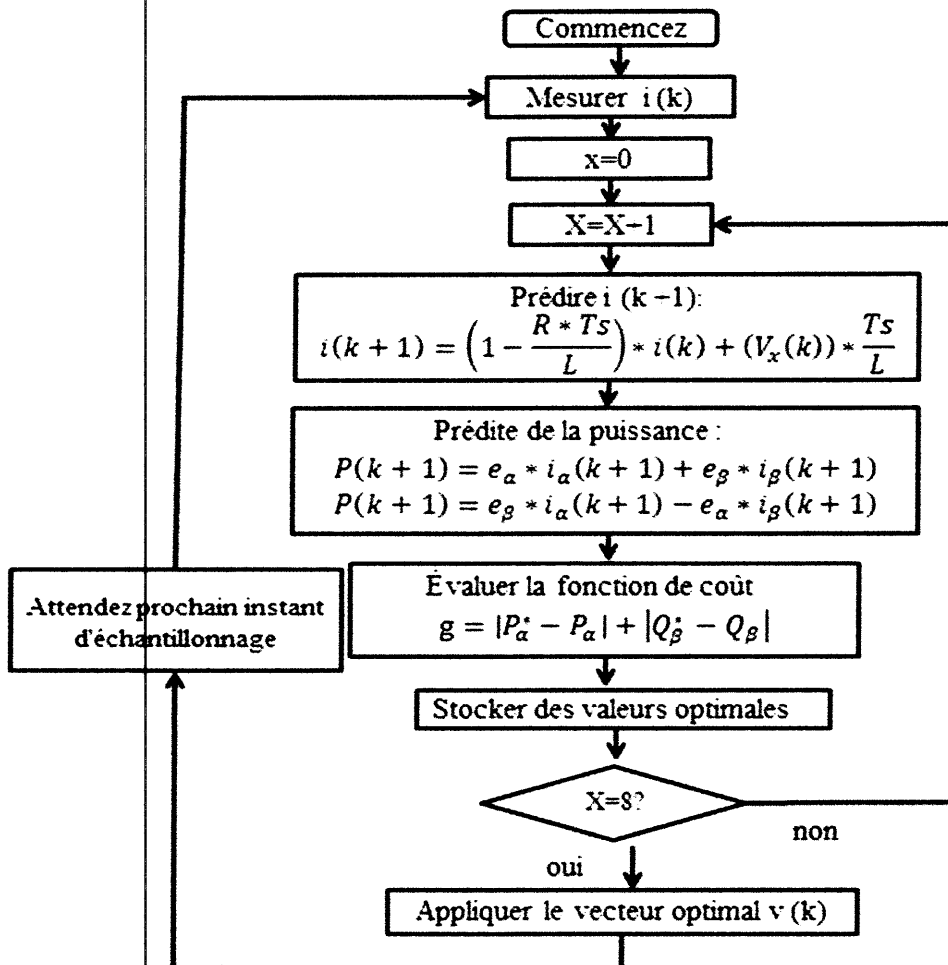 Commencez
Mesurer i (k)
x=0
X=X-1
Prédire i (k-1):
i(k + 1) = (1 - R * Ts / L) * i(k) + (V_x(k)) * Ts / L
Prédite de la puissance :
P(k + 1) = e_α * i_α(k + 1) + e_β * i_β(k + 1)
P(k + 1) = e_β * i_α(k + 1) - e_α * i_β(k + 1)
Évaluer la fonction de coût
g = |P*_α - P_α| + |Q*_β - Q_β|
Attendez prochain instant
d'échantillonnage
Stocker des valeurs optimales
X=8?
non
oui
Appliquer le vecteur optimal v (k)